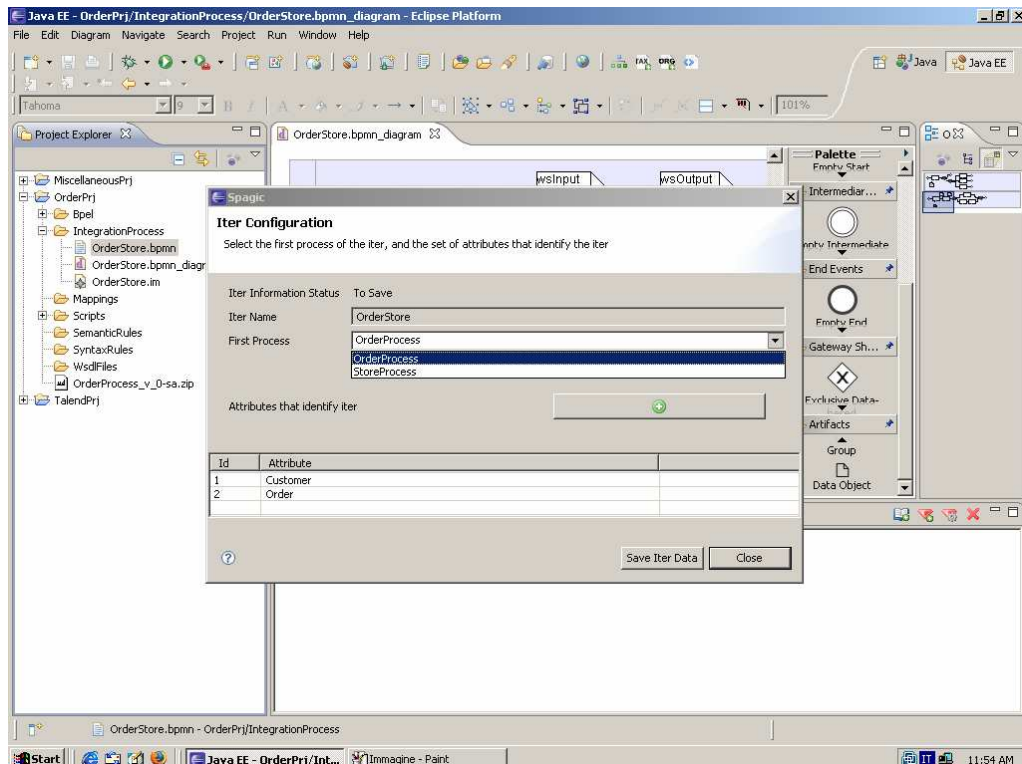 Java EE - OrderPrj/IntegrationProcess/OrderStore.bpmn_diagram - Eclipse Platform
File Edit Diagram Navigate Search Project Run Window Help
FAX ORG
Java Java EE
Tahoma 9 B I A 101%
Project Explorer
MiscellaneousPrj
OrderPrj
Bpel
IntegrationProcess
OrderStore.bpmn
OrderStore.bpmn_diagr
OrderStore.im
Mappings
Scripts
SemanticRules
SyntaxRules
WsdlFiles
OrderProcess_v_0-sa.zip
TalendPrj
OrderStore.bpmn_diagram
wsInput wsOutput
Spagic
Iter Configuration
Select the first process of the iter, and the set of attributes that identify the iter
Iter Information Status To Save
Iter Name OrderStore
First Process OrderProcess
OrderProcess
StoreProcess
Attributes that identify iter
Id Attribute
1 Customer
2 Order
Save Iter Data Close
Palette
Empty Start
Intermediar...
mpty Intermediate
End Events
Empty End
Gateway Sh...
Exclusive Data-
Artifacts
Group
Data Object
OrderStore.bpmn - OrderPrj/IntegrationProcess
Start Java EE - OrderPrj/Int... Immagine - Paint IT 11:54 AM